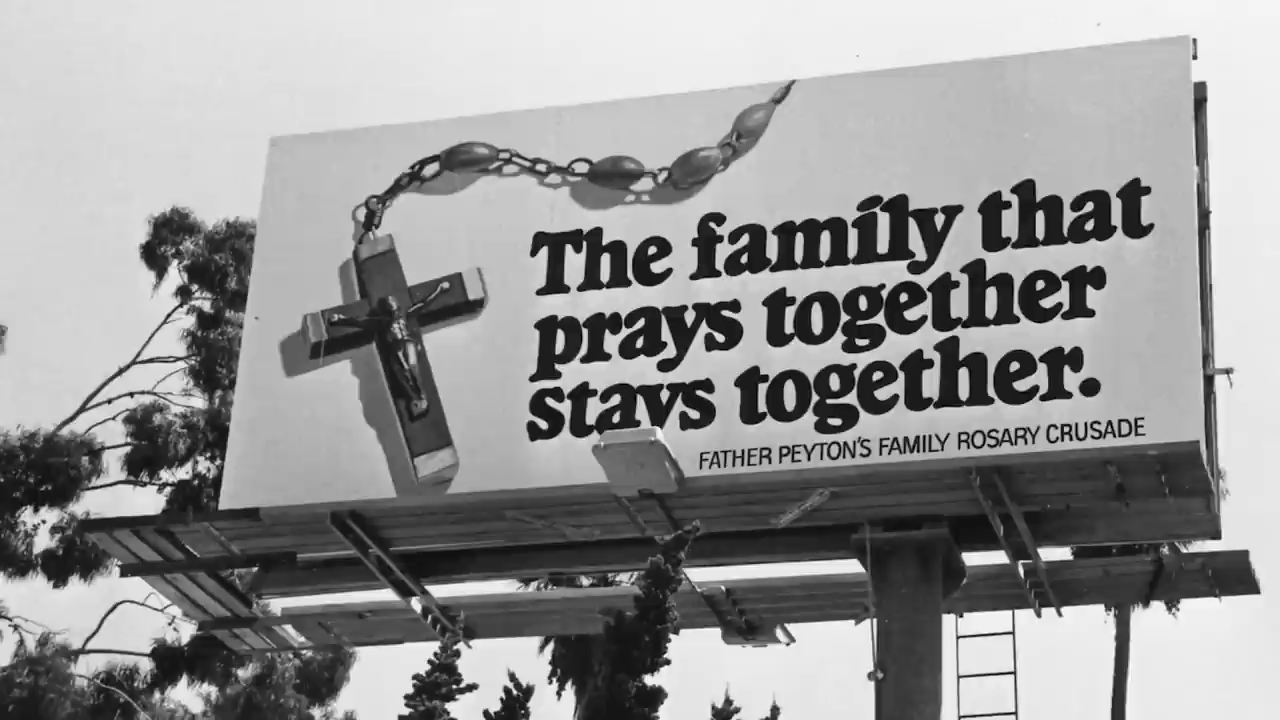 The family that
prays together
stays together.
FATHER PEYTON'S FAMILY ROSARY CRUSADE